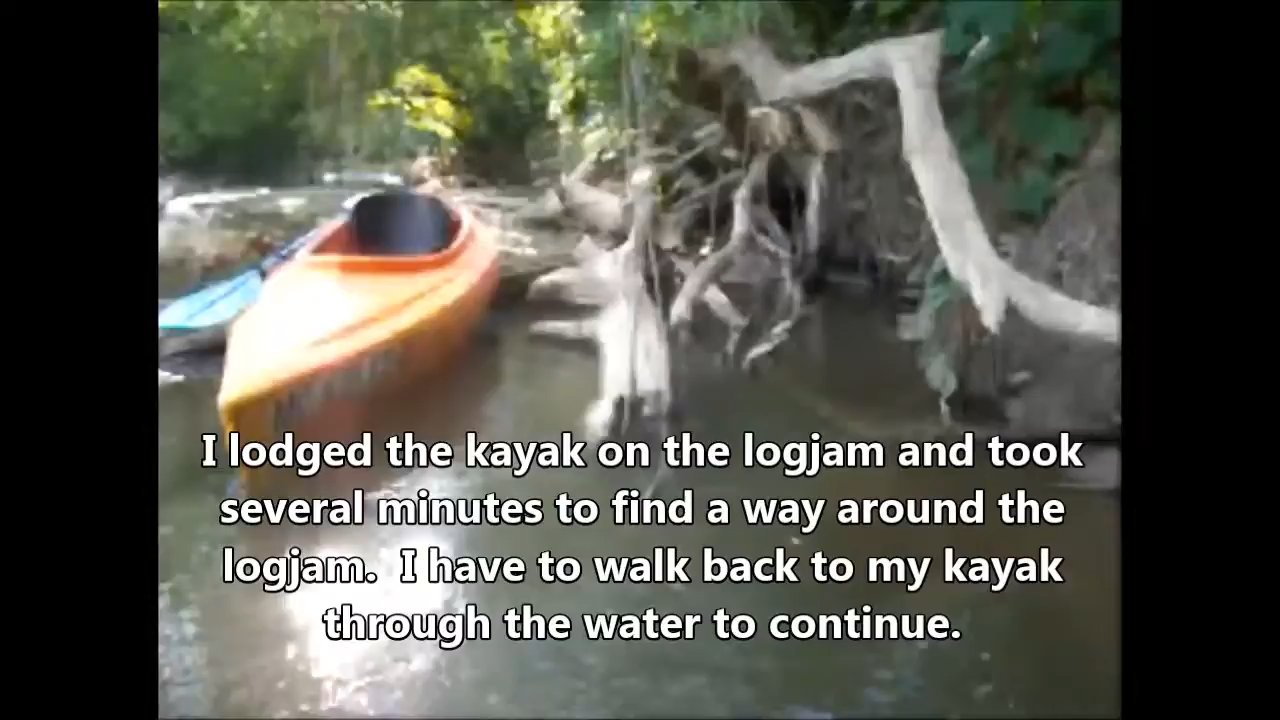 I lodged the kayak on the logjam and took
several minutes to find a way around the
logjam.  I have to walk back to my kayak
through the water to continue.